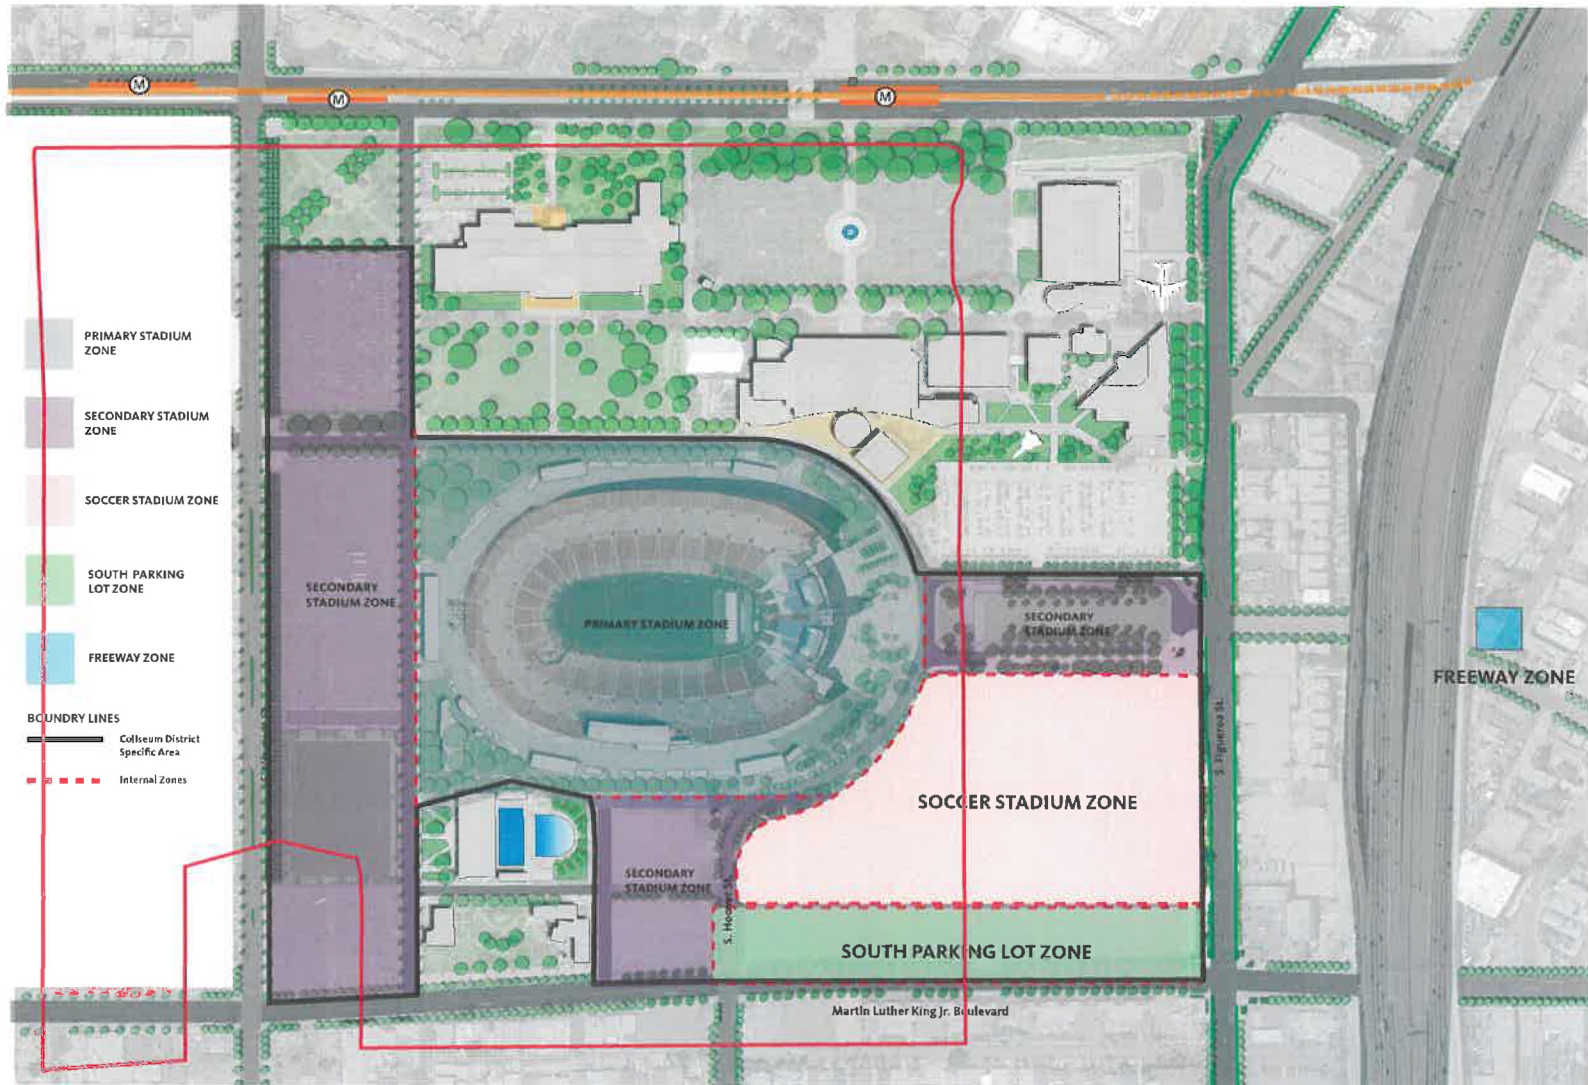 M
M
M
PRIMARY STADIUM
ZONE
SECONDARY STADIUM
ZONE
SOCCER STADIUM ZONE
SOUTH PARKING
LOT ZONE
FREEWAY ZONE
BOUNDRY LINES
Coliseum District
Specific Area
Internal Zones
SECONDARY
STADIUM ZONE
PRIMARY STADIUM ZONE
SECONDARY
STADIUM ZONE
FREEWAY ZONE
S. Figueroa St.
SOCCER STADIUM ZONE
SECONDARY
STADIUM ZONE
S. Hoover St.
SOUTH PARKING LOT ZONE
Martin Luther King Jr. Boulevard